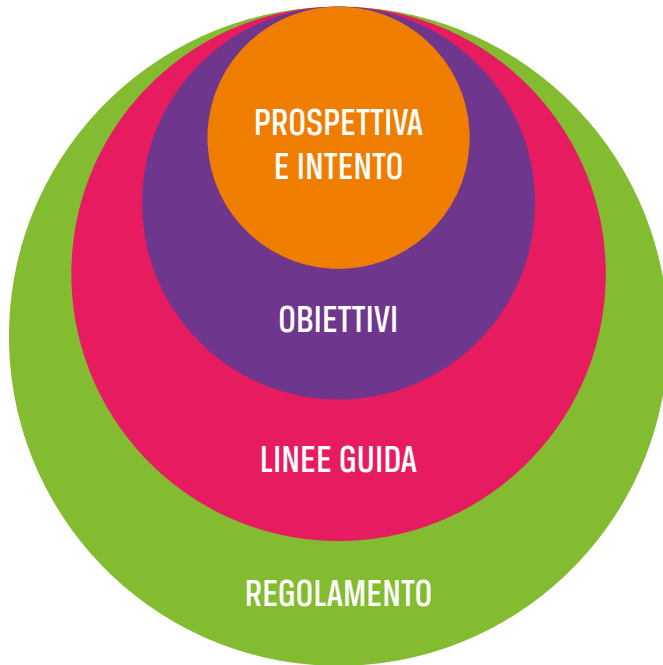 PROSPETTIVA
E INTENTO
OBIETTIVI
LINEE GUIDA
REGOLAMENTO